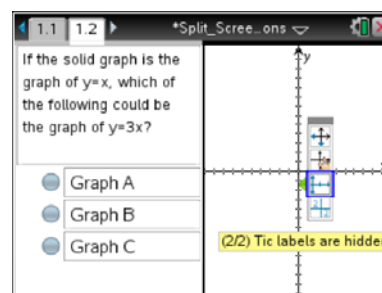 1.1 1.2 *Split_Scree...ons
If the solid graph is the
graph of y=x, which of
the following could be
the graph of y=3x?
Graph A
Graph B
Graph C
y
(2/2) Tic labels are hidden